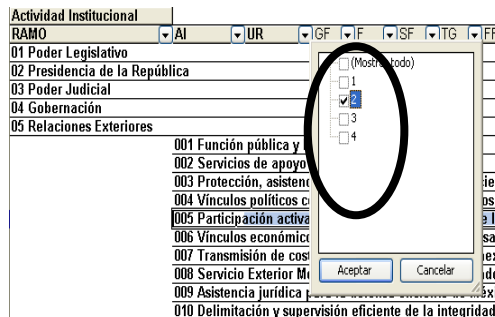 Actividad Institucional
RAMO AI UR GF F SF TG FF
01 Poder Legislativo
(Mostrar todo)
02 Presidencia de la República
1
03 Poder Judicial
2
04 Gobernación
3
05 Relaciones Exteriores
4
001 Función pública y
002 Servicios de apoyo
003 Protección, asistenc
004 Vínculos políticos
005 Participación activa
006 Vínculos económic
007 Transmisión de
008 Servicio Exterior M
Aceptar Cancelar
009 Asistencia jurídica
010 Delimitación y supervisión eficiente de la integridad